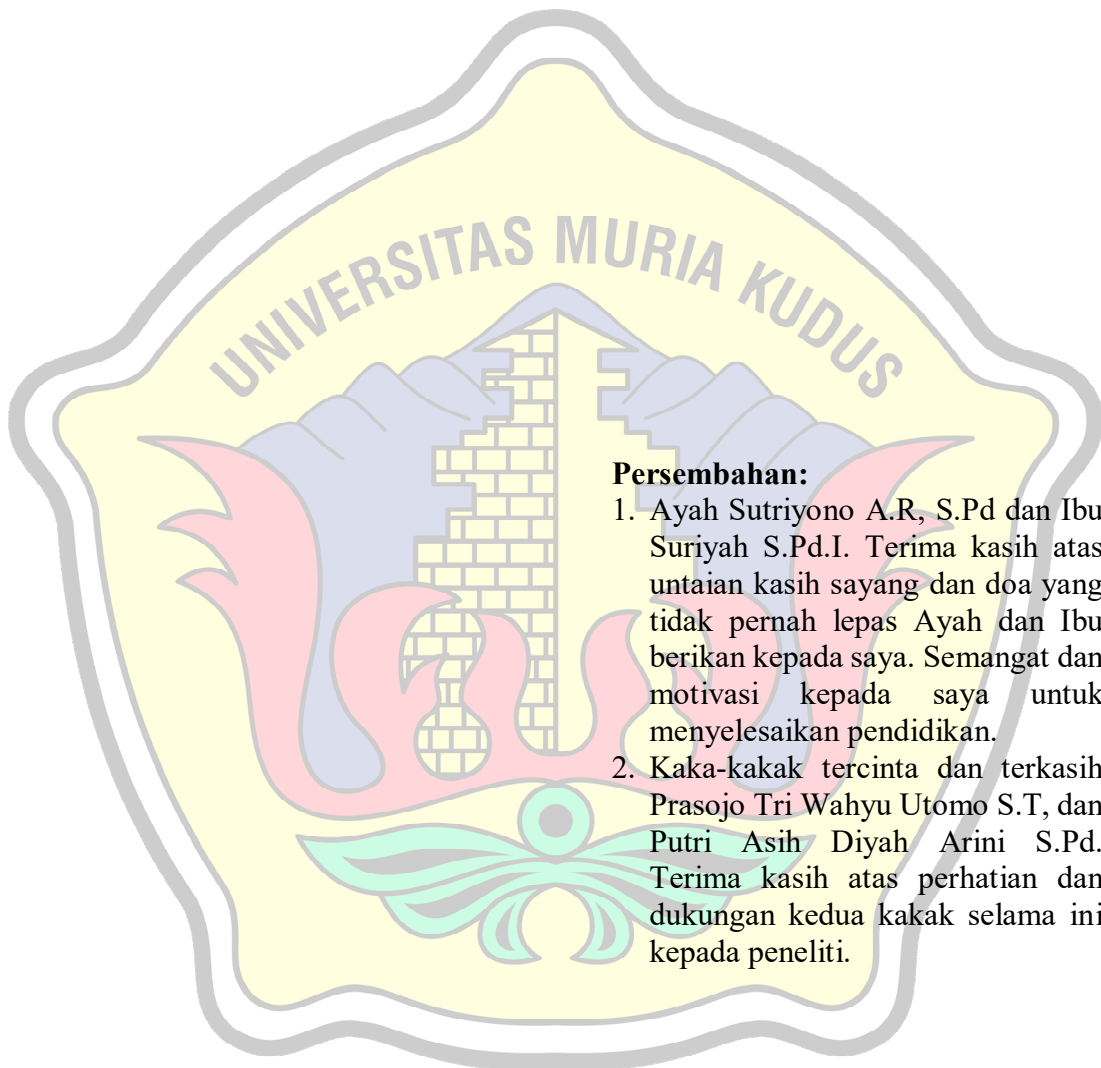 UNIVERSITAS MURIA KUDUS
Persembahan:
1. Ayah Sutriyono A.R, S.Pd dan Ibu
Suriyah S.Pd.I. Terima kasih atas
untaian kasih sayang dan doa yang
tidak pernah lepas Ayah dan Ibu
berikan kepada saya. Semangat dan
motivasi kepada saya untuk
menyelesaikan pendidikan.
2. Kaka-kakak tercinta dan terkasih
Prasojo Tri Wahyu Utomo S.T, dan
Putri Asih Diyah Arini S.Pd.
Terima kasih atas perhatian dan
dukungan kedua kakak selama ini
kepada peneliti.